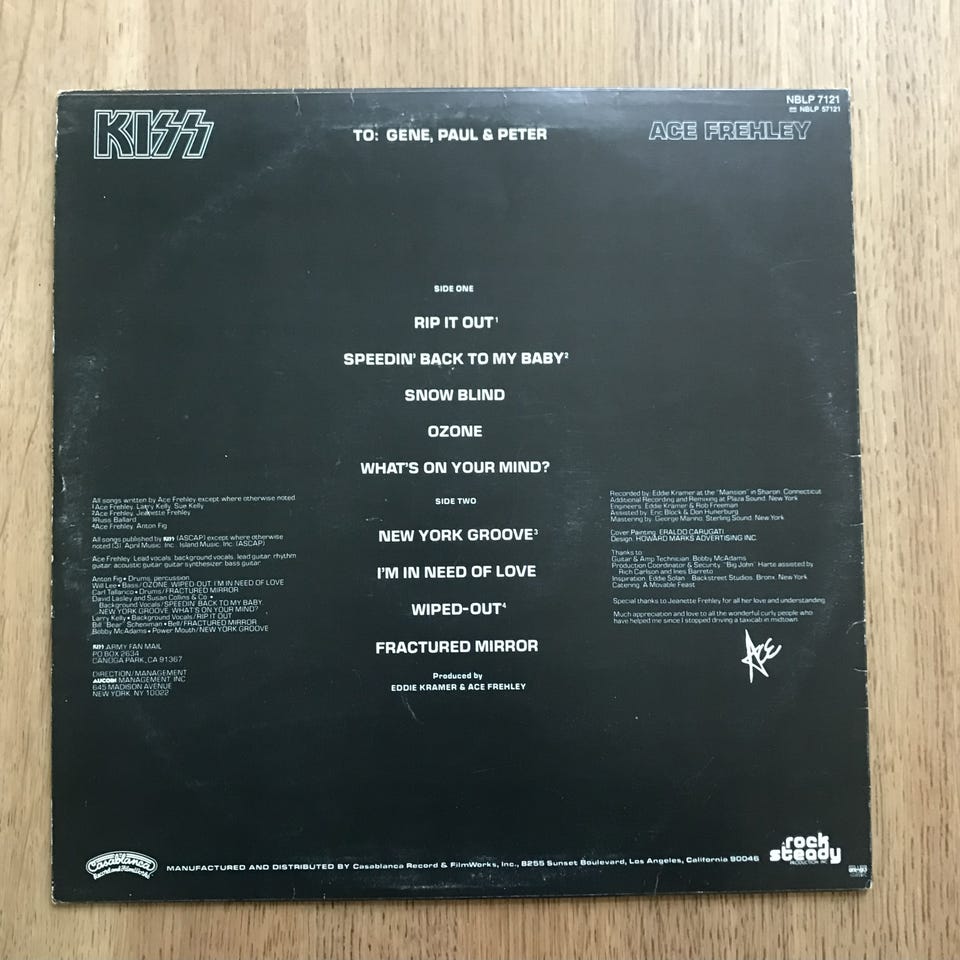 KISS
TO: GENE, PAUL & PETER
NBLP 7121
NBLP 57121
ACE FREHLEY
SIDE ONE
RIP IT OUT¹
SPEEDIN' BACK TO MY BABY²
SNOW BLIND
OZONE
WHAT'S ON YOUR MIND?
SIDE TWO
NEW YORK GROOVE³
I'M IN NEED OF LOVE
WIPED-OUT⁴
FRACTURED MIRROR
Produced by
EDDIE KRAMER & ACE FREHLEY
All songs written by Ace Frehley except where otherwise noted.
¹Ace Frehley, Larry Kelly, Sue Kelly
²Ace Frehley, Jeanette Frehley
³Russ Ballard
⁴Ace Frehley, Anton Fig
All songs published by KISS (ASCAP) except where otherwise
noted (3). April Music, Inc., Island Music, Inc. (ASCAP)
Ace Frehley: Lead vocals, background vocals, lead guitar, rhythm
guitar, acoustic guitar, guitar synthesizer, bass guitar
Anton Fig • Drums, percussion
Will Lee • Bass/OZONE, WIPED-OUT, I'M IN NEED OF LOVE
Carl Tallarico • Drums/FRACTURED MIRROR
David Lasley and Susan Collins & Co. •
Background Vocals/SPEEDIN' BACK TO MY BABY,
NEW YORK GROOVE, WHAT'S ON YOUR MIND?
Larry Kelly • Background Vocals/RIP IT OUT
Bill "Bear" Scheniman • Bell/FRACTURED MIRROR
Bobby McAdams • Power Mouth/NEW YORK GROOVE
KISS ARMY FAN MAIL
PO BOX 2634
CANOGA PARK, CA 91367
DIRECTION/MANAGEMENT
AUCOIN MANAGEMENT, INC.
645 MADISON AVENUE
NEW YORK, NY 10022
Recorded by: Eddie Kramer at the "Mansion" in Sharon, Connecticut
Additional Recording and Remixing at Plaza Sound, New York
Engineers: Eddie Kramer & Rob Freeman
Assisted by: Eric Block & Don Hunerburg
Mastering by: George Marino, Sterling Sound, New York
Cover Painting: ERALDO CARUGATI
Design: HOWARD MARKS ADVERTISING INC.
Thanks to:
Guitar & Amp Technician: Bobby McAdams
Production Coordinator & Security: "Big John" Harte assisted by
Rich Carlson and Ines Barreto
Inspiration: Eddie Solan Backstreet Studios, Bronx, New York
Catering: A Movable Feast
Special thanks to Jeanette Frehley for all her love and understanding
Much appreciation and love to all the wonderful curly people who
have helped me since I stopped driving a taxicab in midtown
Ace
Casablanca
Record and FilmWorks
MANUFACTURED AND DISTRIBUTED BY Casablanca Record & FilmWorks, Inc., 8255 Sunset Boulevard, Los Angeles, California 90046
rock
steady
PRODUCTION, INC.